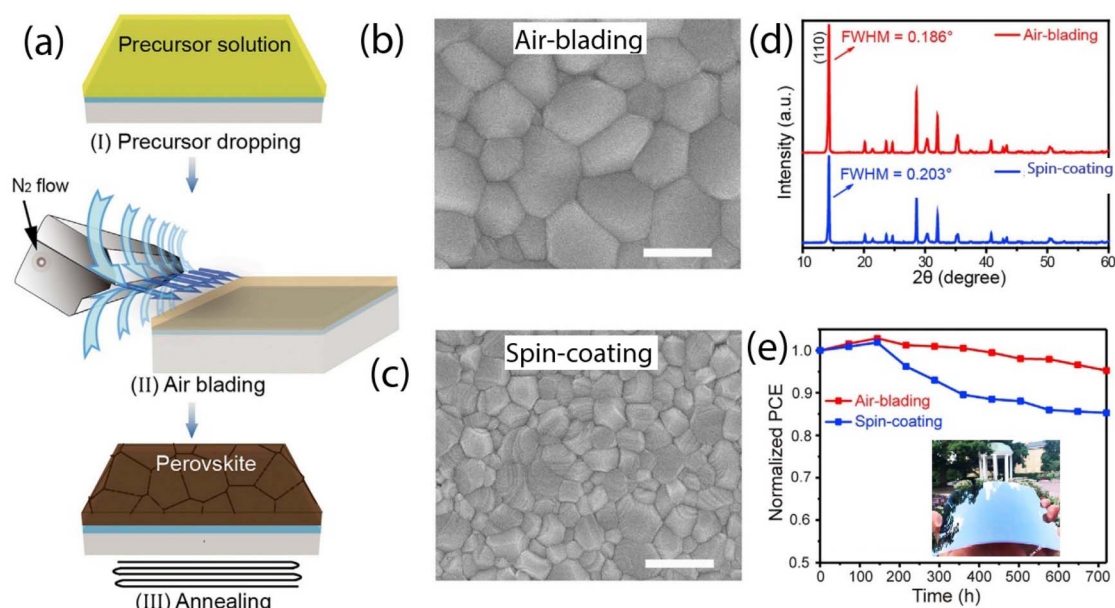 (a)
Precursor solution
(I) Precursor dropping
N2 flow
(II) Air blading
Perovskite
(III) Annealing
(b)
Air-blading
(c)
Spin-coating
(d)
Intensity (a.u.)
(110)
FWHM = 0.186°
Air-blading
FWHM = 0.203°
Spin-coating
10 20 30 40 50 60
2θ (degree)
(e)
Normalized PCE
1.0
0.9
0.8
0.7
0.6
0.5
Air-blading
Spin-coating
0 100 200 300 400 500 600 700
Time (h)